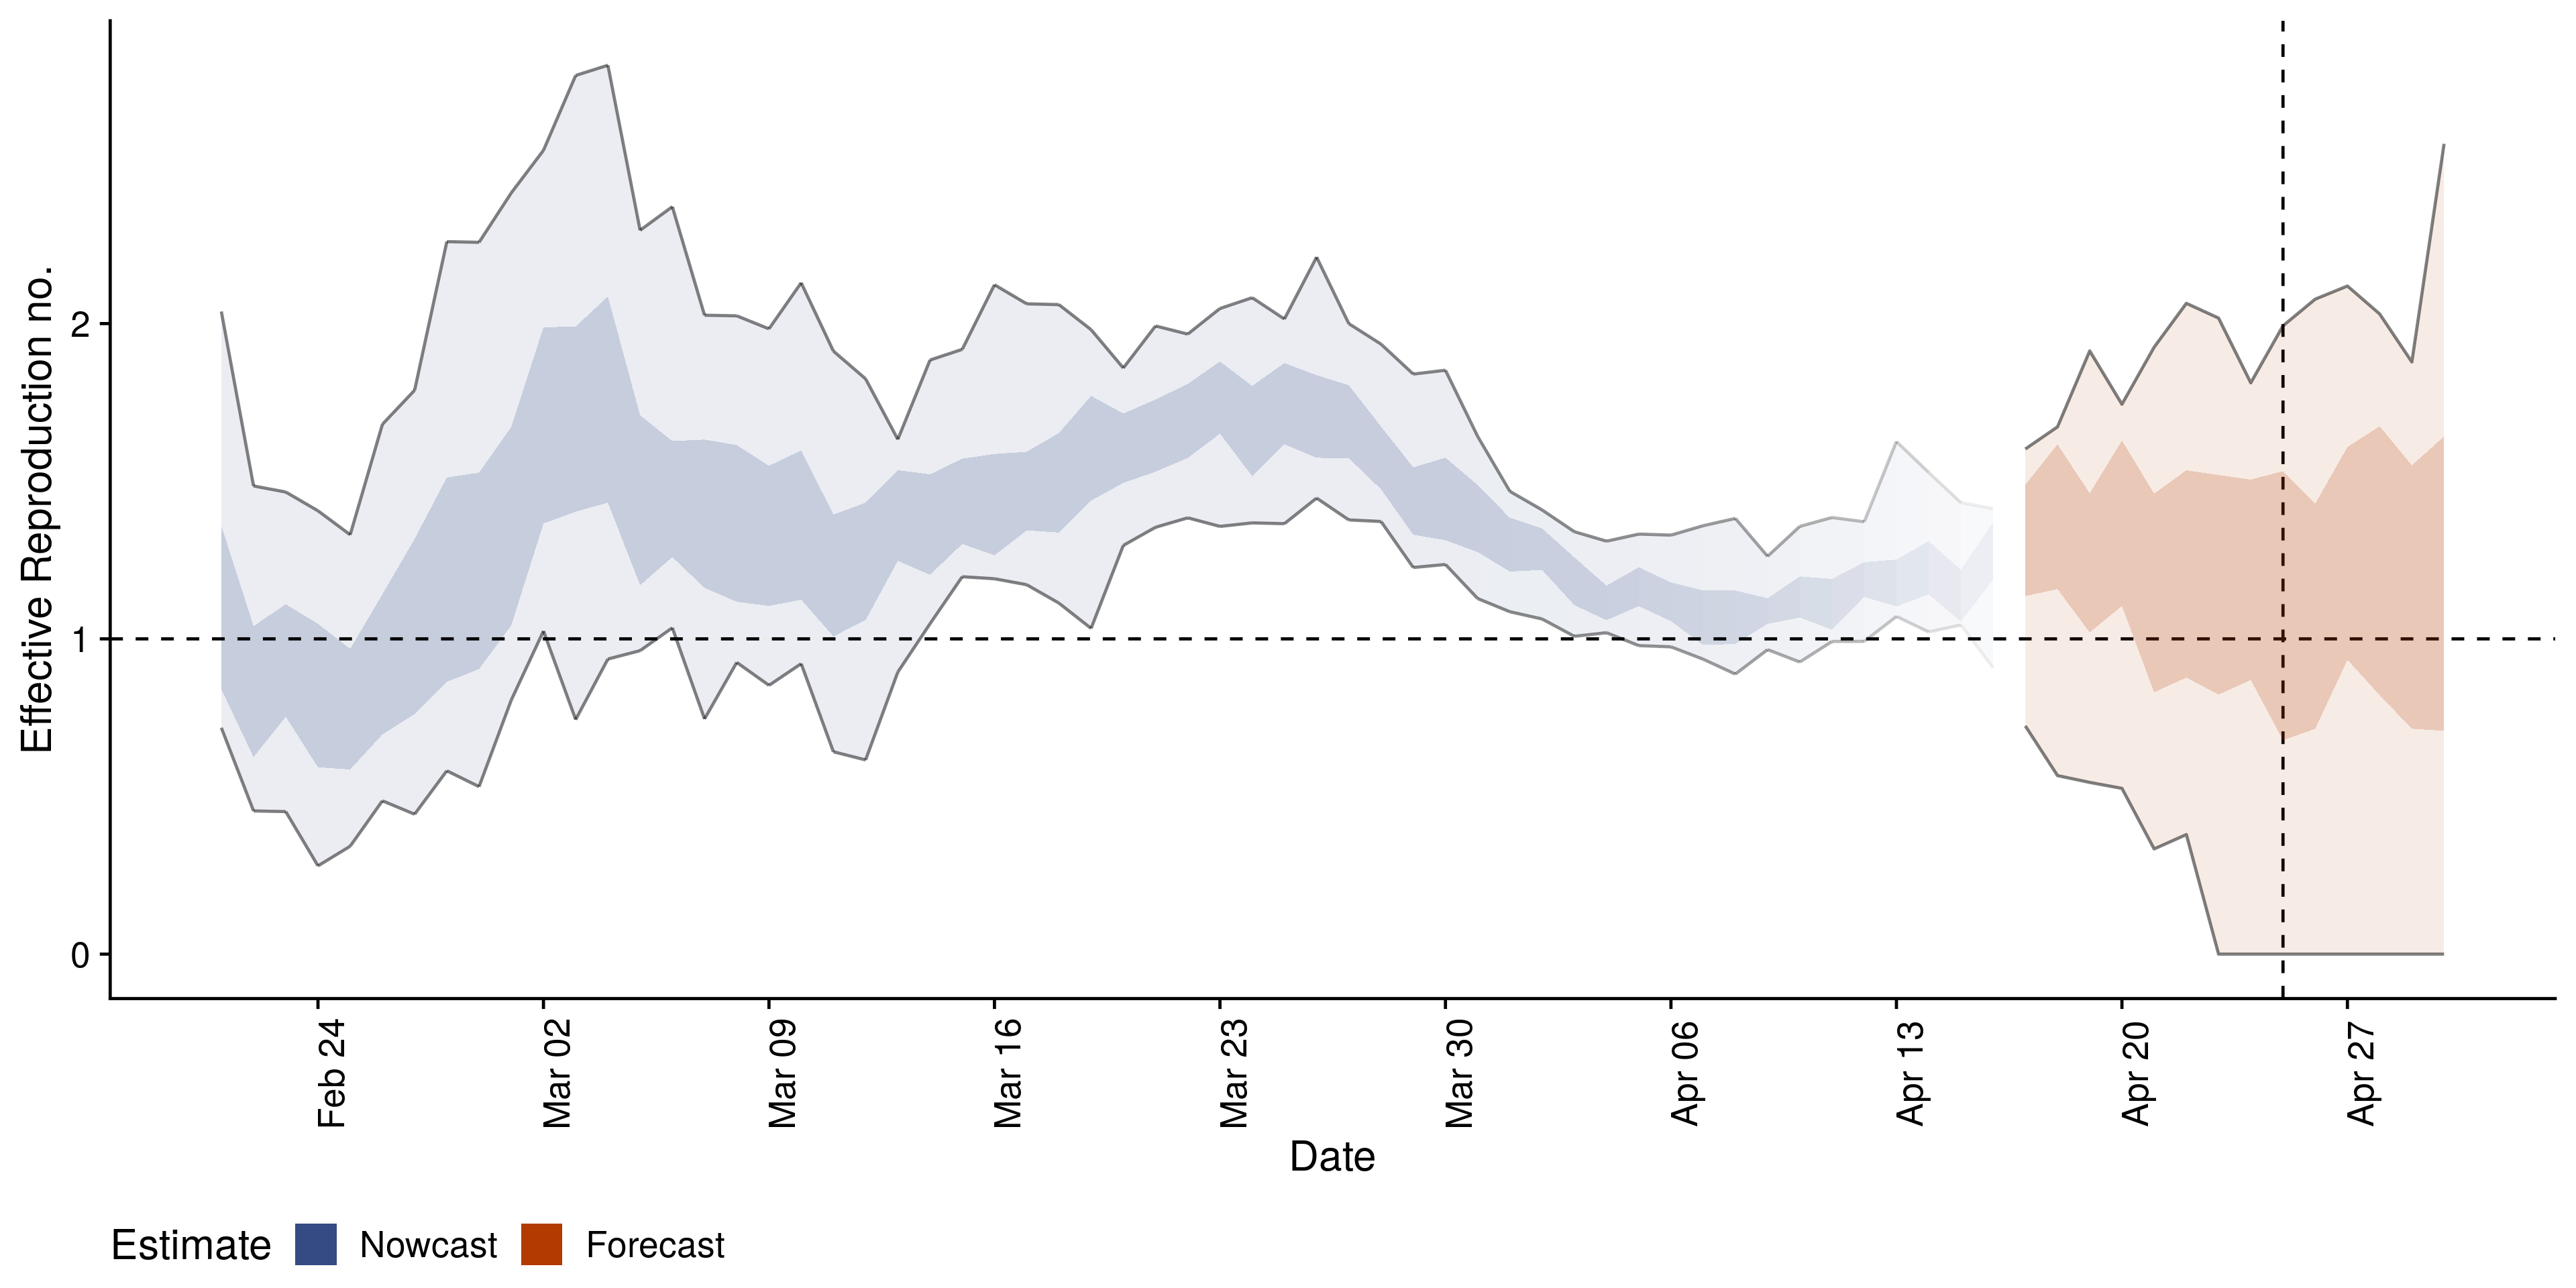 Effective Reproduction no.
2
1
0
Feb 24
Mar 02
Mar 09
Mar 16
Mar 23
Mar 30
Apr 06
Apr 13
Apr 20
Apr 27
Date
Estimate Nowcast Forecast